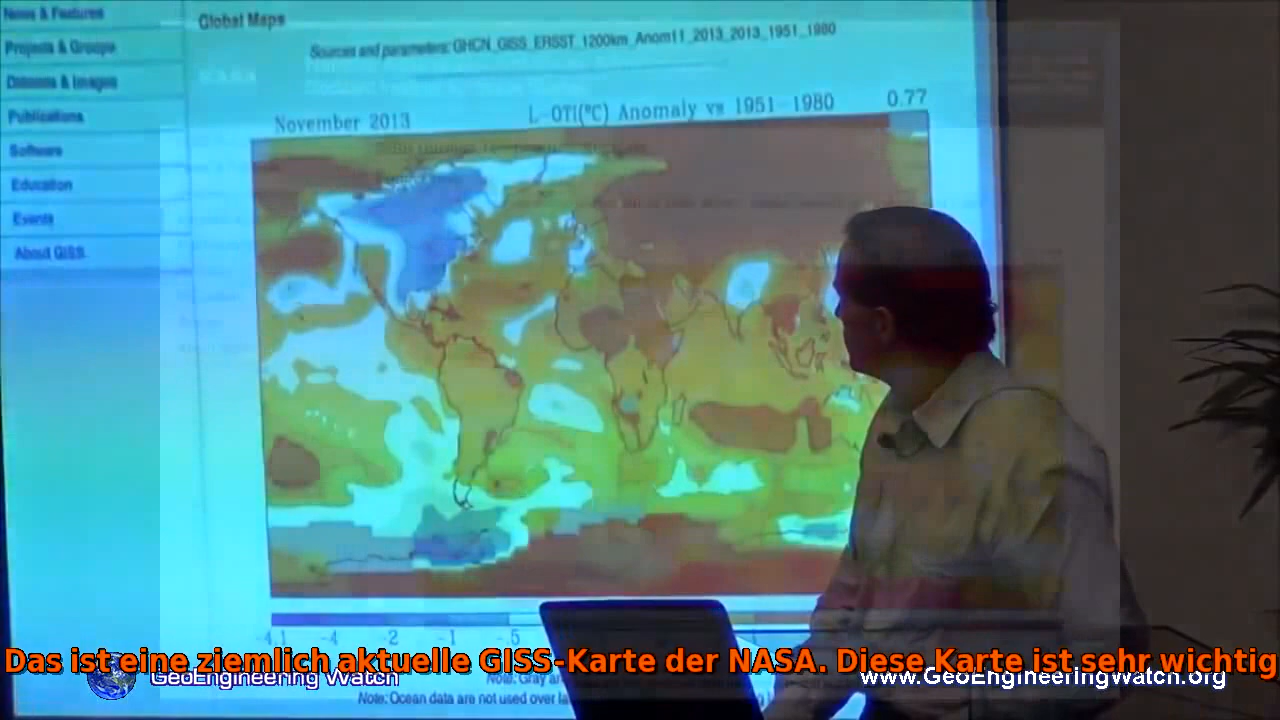 News & Features
Projects & Groups
Datasets & Images
Publications
Software
Education
Events
About GISS
Global Maps
Sources and parameters: GHCN_GISS_ERSST_1200km_Anom11_2013_2013_1951_1980
November 2013 L-OTI(°C) Anomaly vs 1951-1980 0.77
-4.1 -4 -2 -1 -.5
Das ist eine ziemlich aktuelle GISS-Karte der NASA. Diese Karte ist sehr wichtig
GeoEngineering Watch
www.GeoEngineeringWatch.org
Note: Gray
Note: Ocean data are not used over